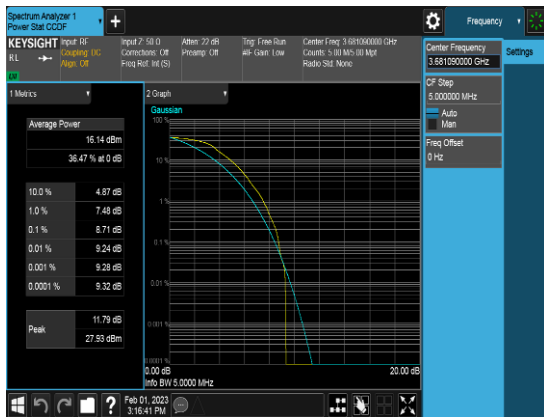 Spectrum Analyzer 1
Power Stat CCDF
Frequency
KEYSIGHT
Input: RF
Coupling: DC
Align: Off
Input Z: 50 Ω
Corrections: Off
Freq Ref: Int (S)
Atten: 22 dB
Preamp: Off
Trig: Free Run
#IF Gain: Low
Center Freq: 3.681090000 GHz
Counts: 5.00 M/5.00 Mpt
Radio Std: None
RL
1 Metrics
2 Graph
Average Power
16.14 dBm
36.47 % at 0 dB
10.0 % 4.87 dB
1.0 % 7.48 dB
0.1 % 8.71 dB
0.01 % 9.24 dB
0.001 % 9.28 dB
0.0001 % 9.32 dB
Peak
11.79 dB
27.93 dBm
Gaussian
100 %
10 %
1 %
0.1 %
0.01 %
0.001 %
0.0001 %
0.00 dB
20.00 dB
Info BW 5.0000 MHz
Center Frequency
3.681090000 GHz
Settings
CF Step
5.000000 MHz
Auto
Man
Freq Offset
0 Hz
Feb 01, 2023
3:16:41 PM